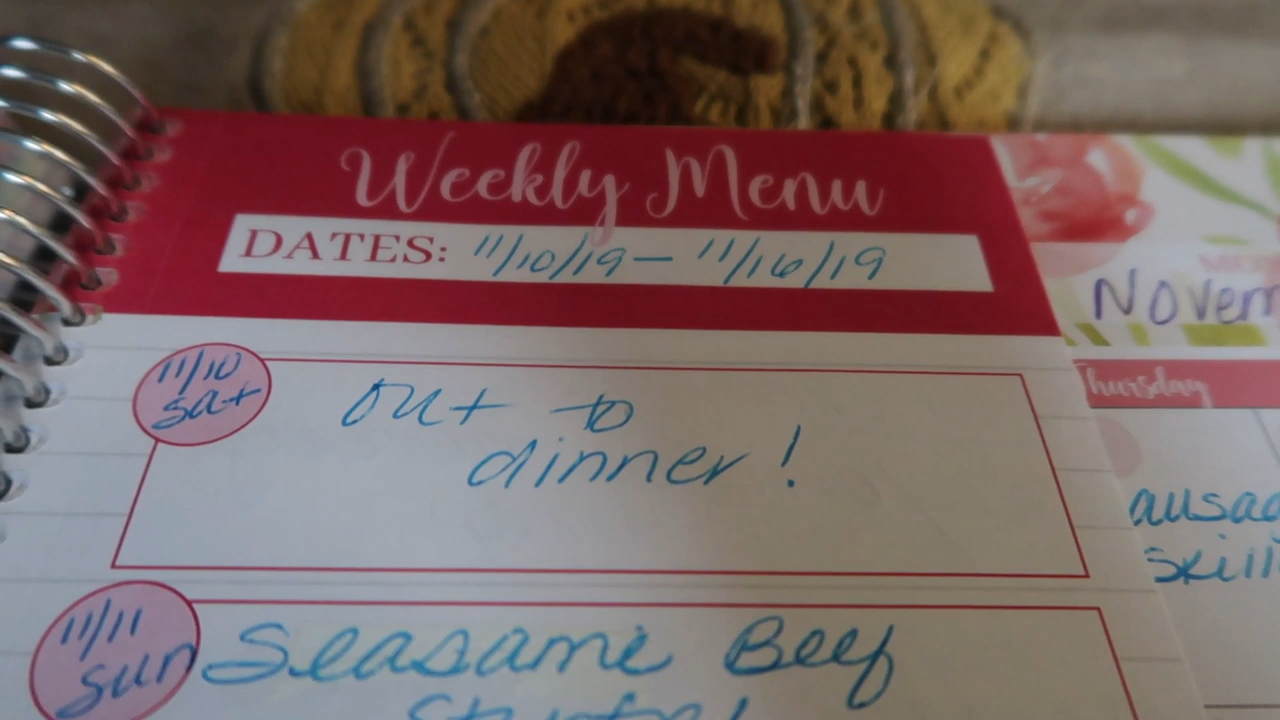 Weekly Menu
DATES: 11/10/19 - 11/16/19
Novem
Thursday
11/10
sat
out to
dinner!
ausag
skill
11/11
sun
Seasame Beef